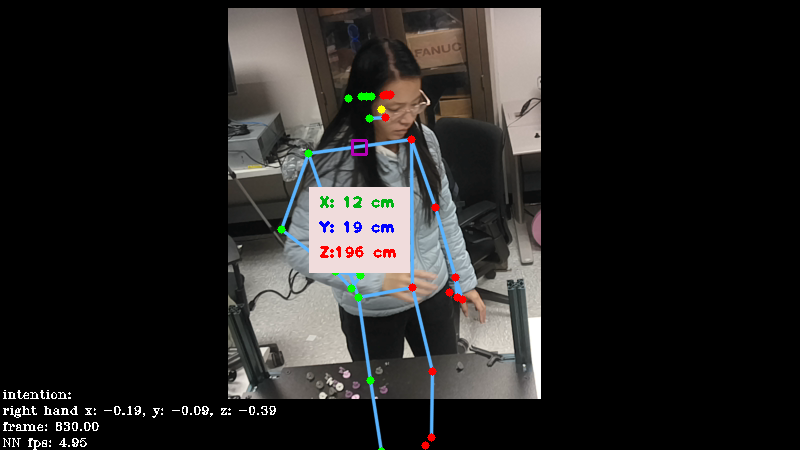 FANUC
X: 12 cm
Y: 19 cm
Z:196 cm
intention:
right hand x: -0.19, y: -0.09, z: -0.39
frame: 830.00
NN fps: 4.95